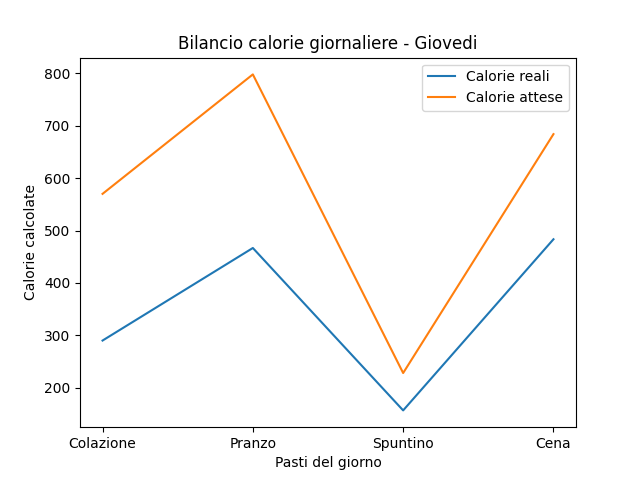 Bilancio calorie giornaliere - Giovedi
Calorie reali
Calorie attese
Calorie calcolate
800
700
600
500
400
300
200
Colazione Pranzo Spuntino Cena
Pasti del giorno